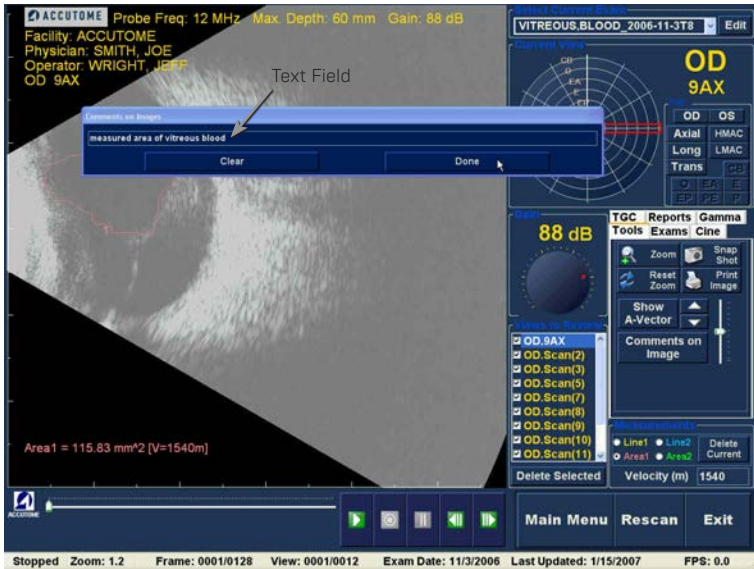 ACCUTOME Probe Freq: 12 MHz Max. Depth: 60 mm Gain: 88 dB
Facility: ACCUTOME
Physician: SMITH, JOE
Operator: WRIGHT, JEFF
OD 9AX
Text Field
Comments on Images
measured area of vitreous blood
Clear Done
Area1 = 115.83 mm^2 [V=1540m]
Select Current Exam
VITREOUS,BLOOD_2006-11-3T8 Edit
Current View
CB
O
EA
E
EP
OD
9AX
OD OS
Axial HMAC
Long LMAC
Trans CB
O EA E
EP PE P
Gain
88 dB
TGC Reports Gamma
Tools Exams Cine
Zoom Snap Shot
Reset Zoom Print Image
Show A-Vector
Comments on Image
Views to Review
OD.9AX
OD.Scan(2)
OD.Scan(3)
OD.Scan(5)
OD.Scan(7)
OD.Scan(8)
OD.Scan(9)
OD.Scan(10)
OD.Scan(11)
Delete Selected
Measurements
Line1 Line2 Delete Current
Area1 Area2
Velocity (m) 1540
ACCUTOME
Main Menu Rescan Exit
Stopped Zoom: 1.2 Frame: 0001/0128 View: 0001/0012 Exam Date: 11/3/2006 Last Updated: 1/15/2007 FPS: 0.0